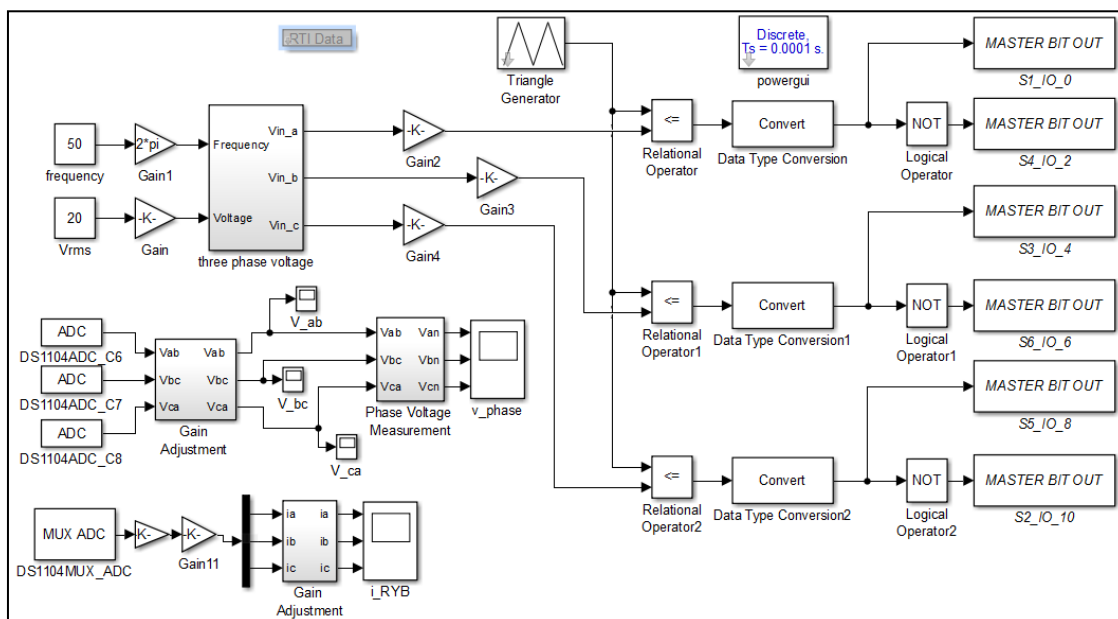 RTI Data
Triangle
Generator
Discrete,
Ts = 0.0001 s.
powergui
MASTER BIT OUT
S1_IO_0
50
frequency
2*pi
Gain1
Frequency
Voltage
Vin_a
Vin_b
Vin_c
three phase voltage
20
Vrms
-K-
Gain
-K-
Gain2
-K-
Gain3
-K-
Gain4
<=
Relational
Operator
Convert
Data Type Conversion
NOT
Logical
Operator
MASTER BIT OUT
S4_IO_2
MASTER BIT OUT
S3_IO_4
<=
Relational
Operator1
Convert
Data Type Conversion1
NOT
Logical
Operator1
MASTER BIT OUT
S6_IO_6
MASTER BIT OUT
S5_IO_8
<=
Relational
Operator2
Convert
Data Type Conversion2
NOT
Logical
Operator2
MASTER BIT OUT
S2_IO_10
ADC
DS1104ADC_C6
ADC
DS1104ADC_C7
ADC
DS1104ADC_C8
Vab
Vbc
Vca
Vab
Vbc
Vca
Gain
Adjustment
V_ab
V_bc
V_ca
Vab
Vbc
Vca
Van
Vbn
Vcn
Phase Voltage
Measurement
v_phase
MUX ADC
DS1104MUX_ADC
-K-
-K-
Gain11
ia
ib
ic
ia
ib
ic
Gain
Adjustment
i_RYB